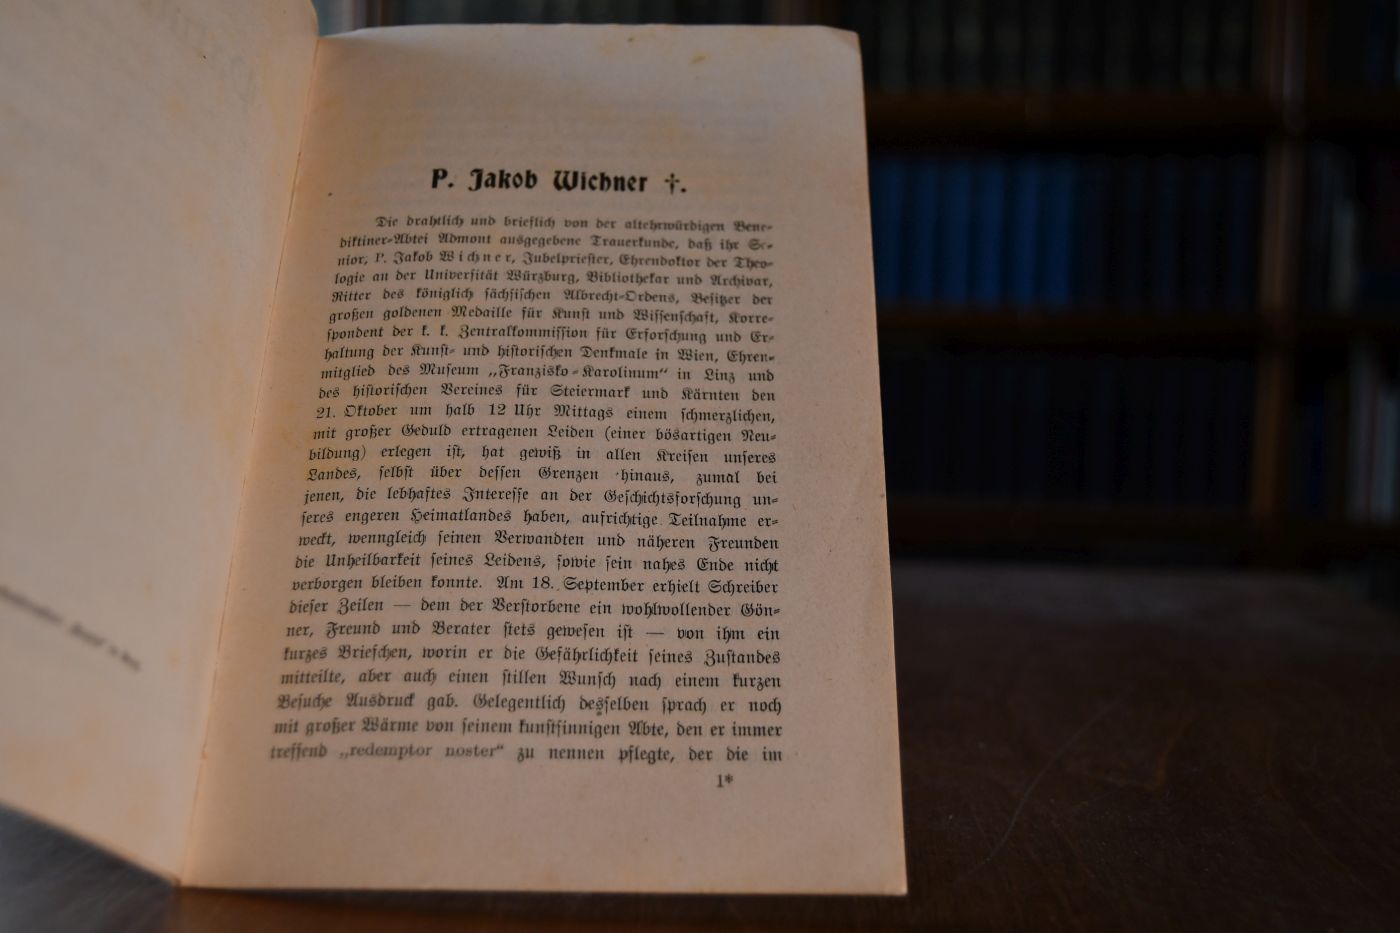 P. Jakob Wichner †.
Die drahtlich und brieflich von der altehrwürdigen Bene-
diktiner-Abtei Admont ausgegebene Trauerkunde, daß ihr Se-
nior, P. Jakob Wichner, Jubelpriester, Ehrendoktor der Theo-
logie an der Universität Würzburg, Bibliothekar und Archivar,
Ritter des königlich sächsischen Albrecht-Ordens, Besitzer der
großen goldenen Medaille für Kunst und Wissenschaft, Korre-
spondent der k. k. Zentralkommission für Erforschung und Er-
haltung der Kunst- und historischen Denkmale in Wien, Ehren-
mitglied des Museum „Franzisko-Karolinum“ in Linz und
des historischen Vereines für Steiermark und Kärnten den
21. Oktober um halb 12 Uhr Mittags einem schmerzlichen,
mit großer Geduld ertragenen Leiden (einer bösartigen Neu-
bildung) erlegen ist, hat gewiß in allen Kreisen unseres
Landes, selbst über dessen Grenzen hinaus, zumal bei
jenen, die lebhaftes Interesse an der Geschichtsforschung un-
seres engeren Heimatlandes haben, aufrichtige Teilnahme er-
weckt, wenngleich seinen Verwandten und näheren Freunden
die Unheilbarkeit seines Leidens, sowie sein nahes Ende nicht
verborgen bleiben konnte. Am 18. September erhielt Schreiber
dieser Zeilen — dem der Verstorbene ein wohlwollender Gön-
ner, Freund und Berater stets gewesen ist — von ihm ein
kurzes Briefchen, worin er die Gefährlichkeit seines Zustandes
mitteilte, aber auch einen stillen Wunsch nach einem kurzen
Besuche Ausdruck gab. Gelegentlich desselben sprach er noch
mit großer Wärme von seinem kunstsinnigen Abte, den er immer
treffend „redemptor noster“ zu nennen pflegte, der die im
1*